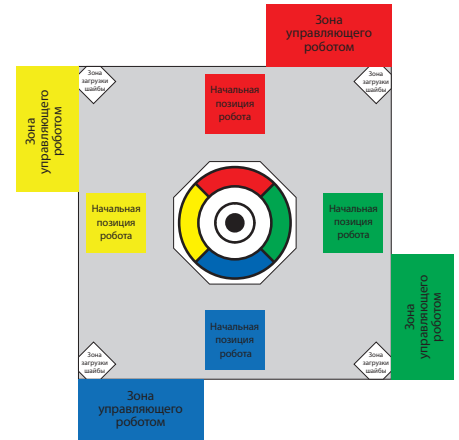 Зона
управляющего
роботом
Зона
загрузки
шайбы
Зона
загрузки
шайбы
Зона
управляющего
роботом
Начальная
позиция
робота
Начальная
позиция
робота
Начальная
позиция
робота
Зона
управляющего
роботом
Начальная
позиция
робота
Зона
загрузки
шайбы
Зона
загрузки
шайбы
Зона
управляющего
роботом